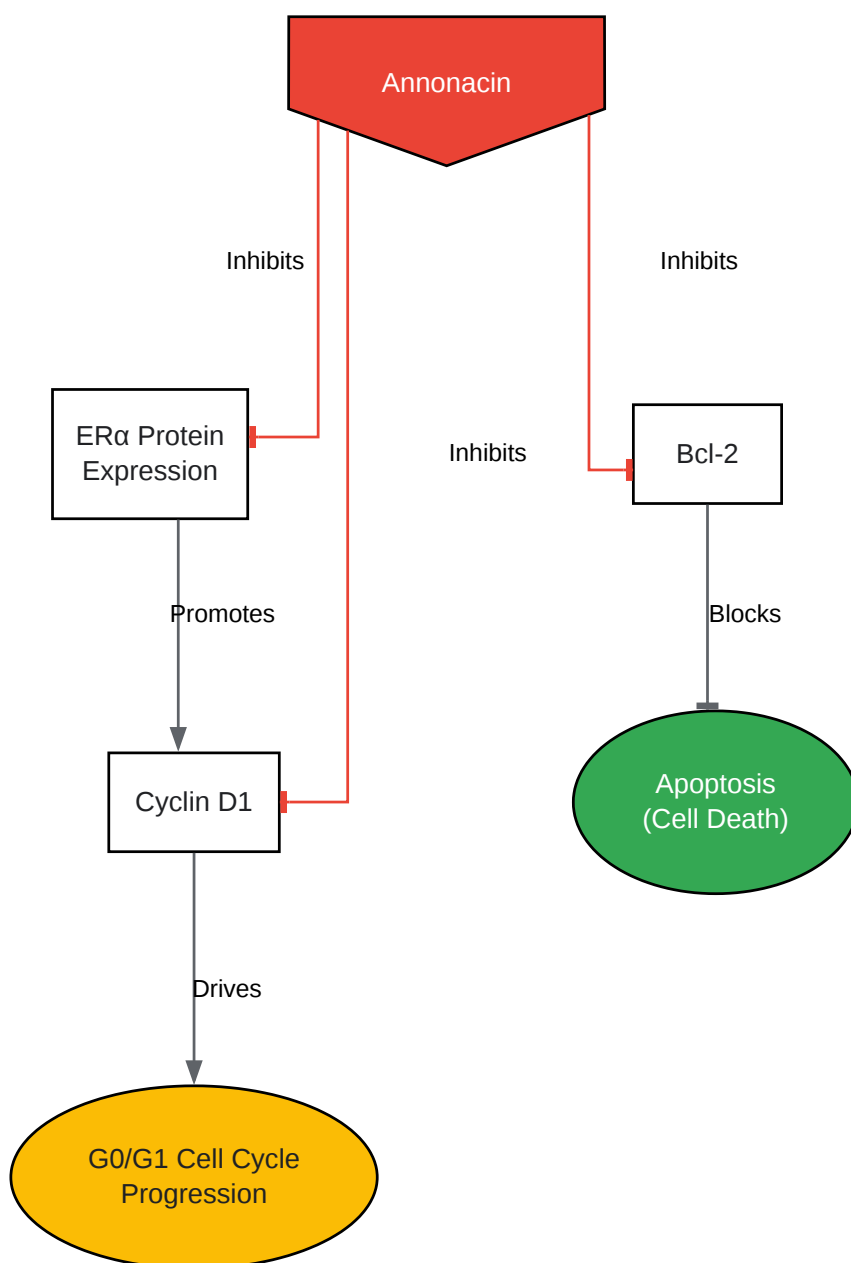 Annonacin
Inhibits
Inhibits
ERα Protein
Expression
Inhibits
Bcl-2
Promotes
Blocks
Cyclin D1
Apoptosis
(Cell Death)
Drives
G0/G1 Cell Cycle
Progression